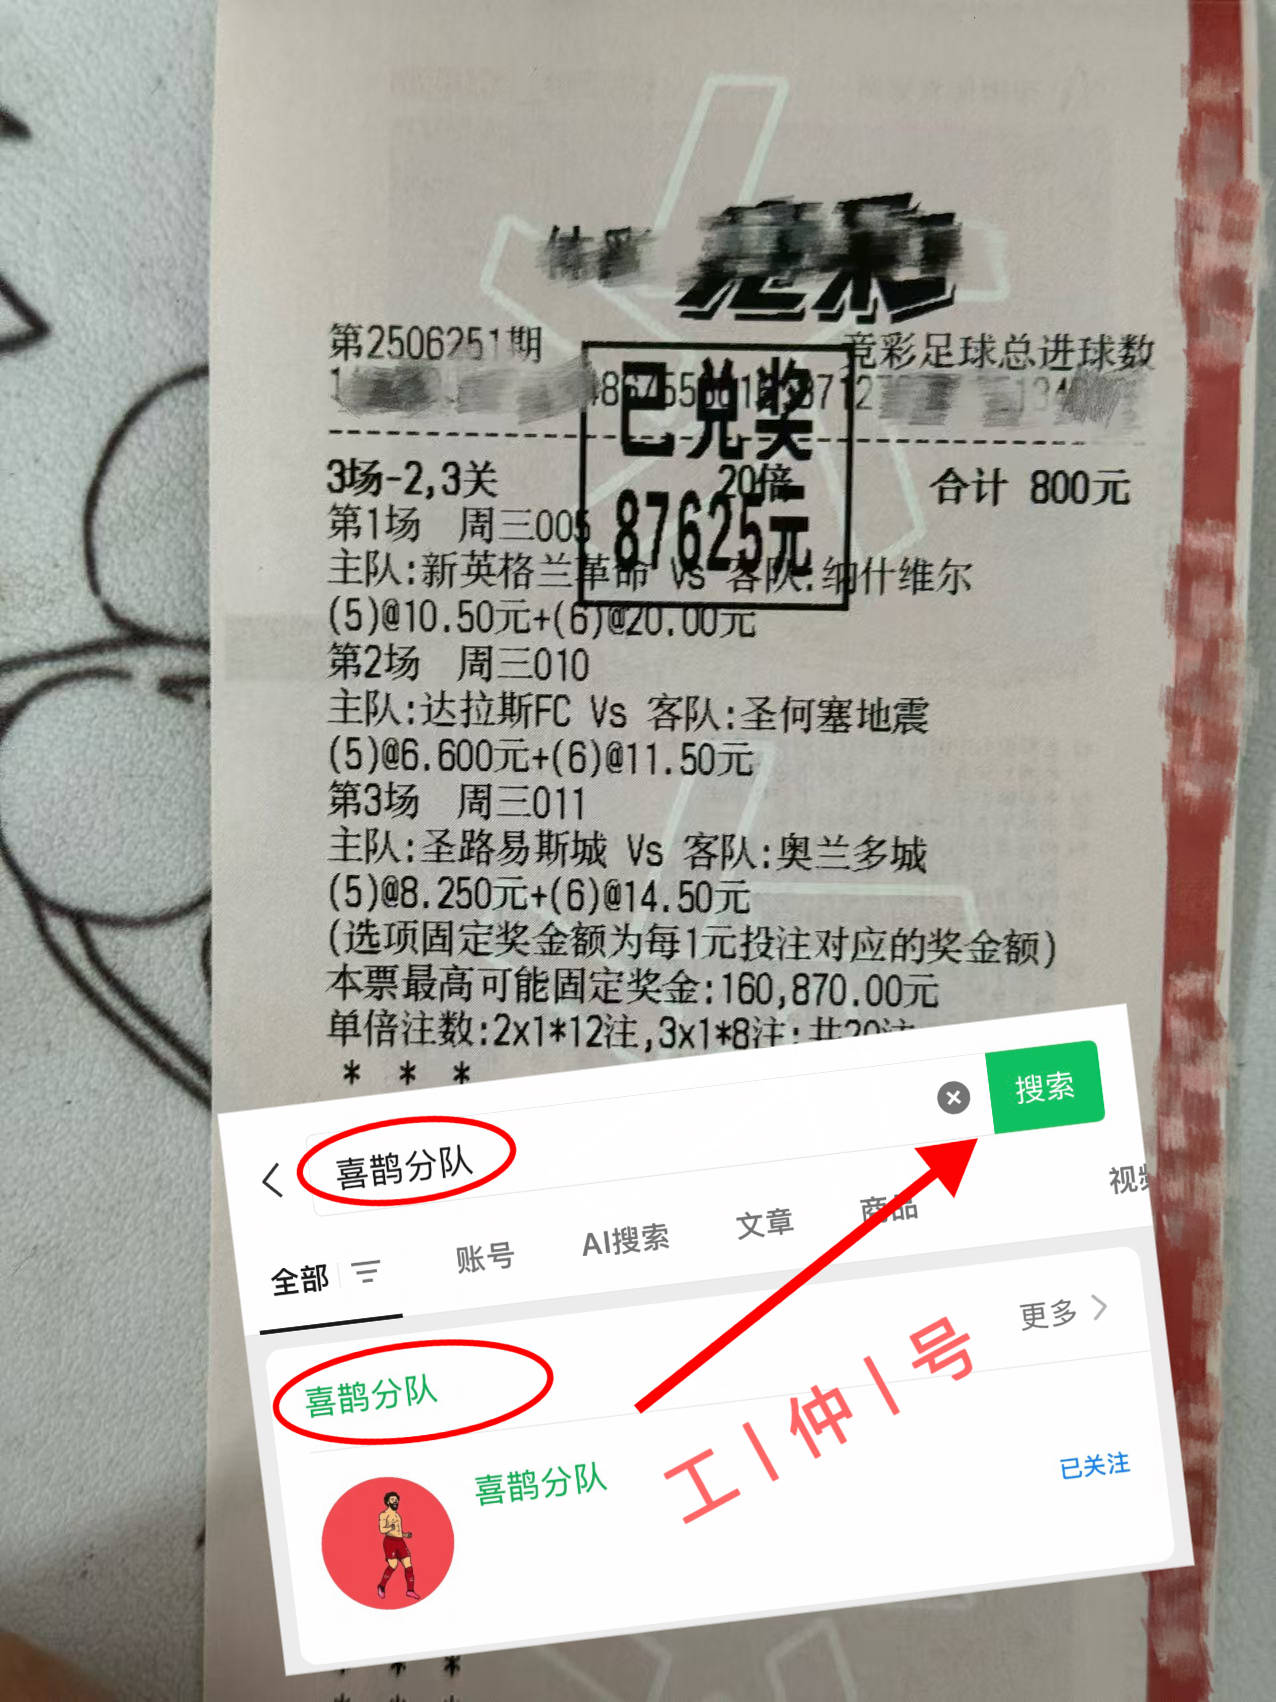 体彩 竞彩
第2506251期
竞彩足球总进球数
已兑奖
87625元
3场-2,3关
20倍
合计 800元
第1场 周三005
主队:新英格兰革命 Vs 客队:纳什维尔
(5)@10.50元+(6)@20.00元
第2场 周三010
主队:达拉斯FC Vs 客队:圣何塞地震
(5)@6.600元+(6)@11.50元
第3场 周三011
主队:圣路易斯城 Vs 客队:奥兰多城
(5)@8.250元+(6)@14.50元
(选项固定奖金额为每1元投注对应的奖金额)
本票最高可能固定奖金:160,870.00元
单倍注数:2x1*12注,3x1*8注;共20注
* * *
喜鹊分队
搜索
全部 账号 AI搜索 文章 商品 视频
喜鹊分队
更多
喜鹊分队
已关注
工|仲|号
* * *